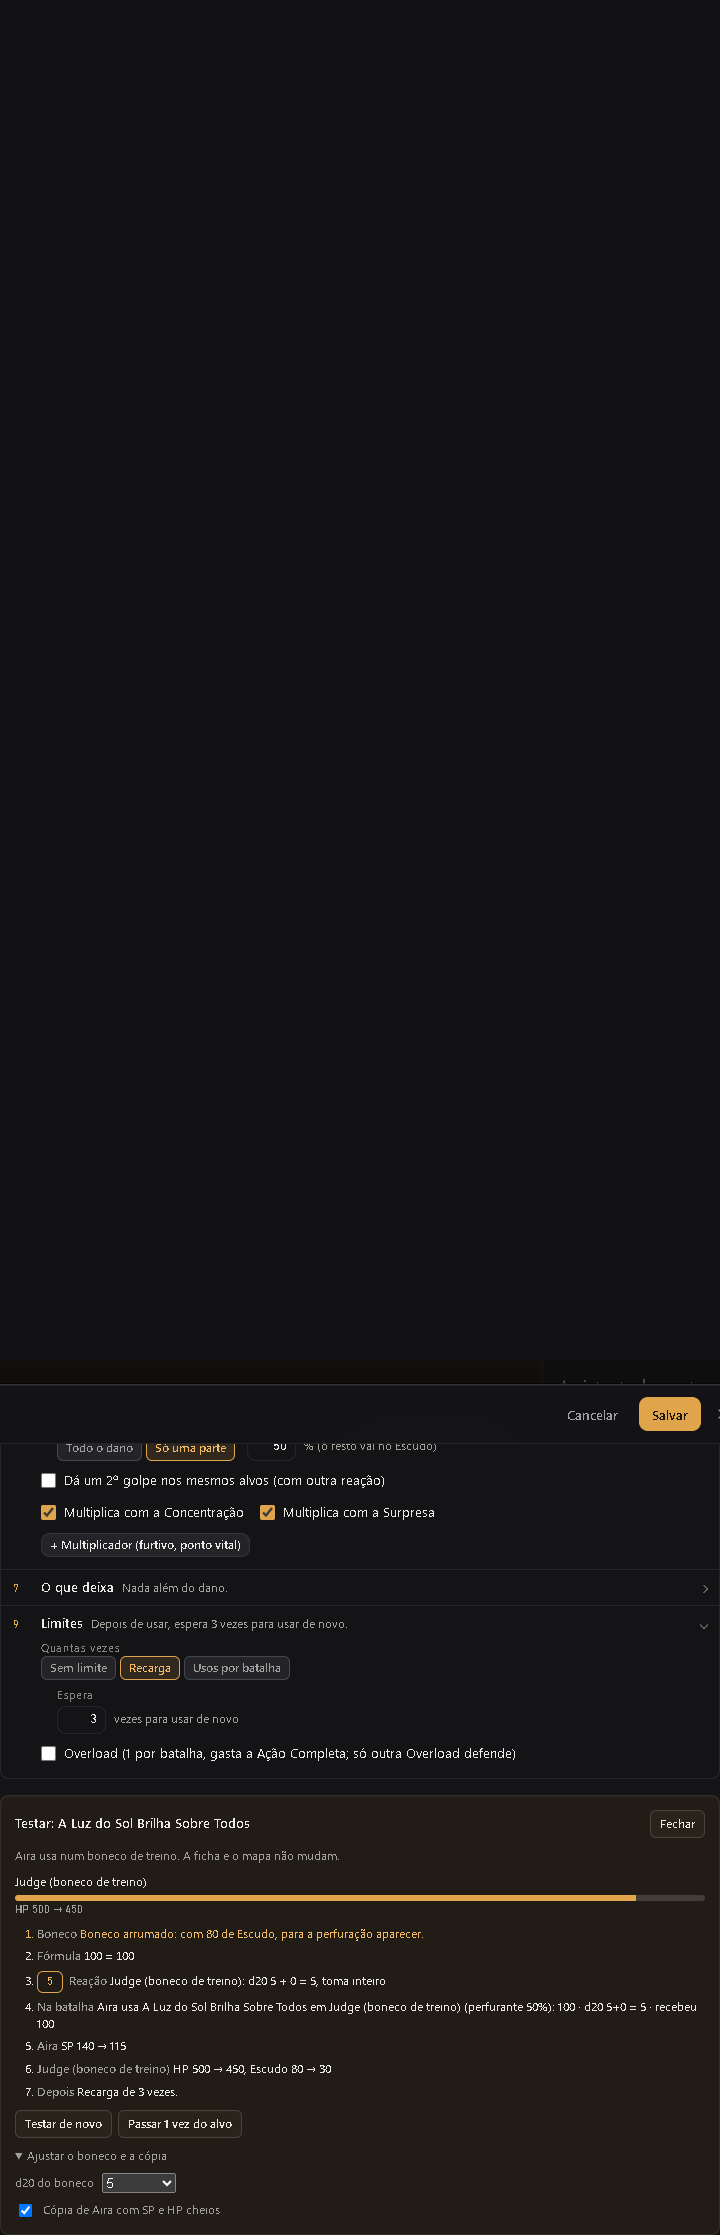 Cancelar Salvar
Todo o dano Só uma parte 50 % (o resto vai no Escudo)
Dá um 2º golpe nos mesmos alvos (com outra reação)
Multiplica com a Concentração Multiplica com a Surpresa
+ Multiplicador (furtivo, ponto vital)
7 O que deixa Nada além do dano.
9 Limites Depois de usar, espera 3 vezes para usar de novo.
Quantas vezes
Sem limite Recarga Usos por batalha
Espera
3 vezes para usar de novo
Overload (1 por batalha, gasta a Ação Completa; só outra Overload defende)
Testar: A Luz do Sol Brilha Sobre Todos Fechar
Aira usa num boneco de treino. A ficha e o mapa não mudam.
Judge (boneco de treino)
HP 500 → 450
1. Boneco Boneco arrumado: com 80 de Escudo, para a perfuração aparecer.
2. Fórmula 100 = 100
3. 5 Reação Judge (boneco de treino): d20 5 + 0 = 5, toma inteiro
4. Na batalha Aira usa A Luz do Sol Brilha Sobre Todos em Judge (boneco de treino) (perfurante 50%): 100 · d20 5+0 = 5 · recebeu
100
5. Aira SP 140 → 115
6. Judge (boneco de treino) HP 500 → 450, Escudo 80 → 30
7. Depois Recarga de 3 vezes.
Testar de novo Passar 1 vez do alvo
▼ Ajustar o boneco e a cópia
d20 do boneco 5
Cópia de Aira com SP e HP cheios